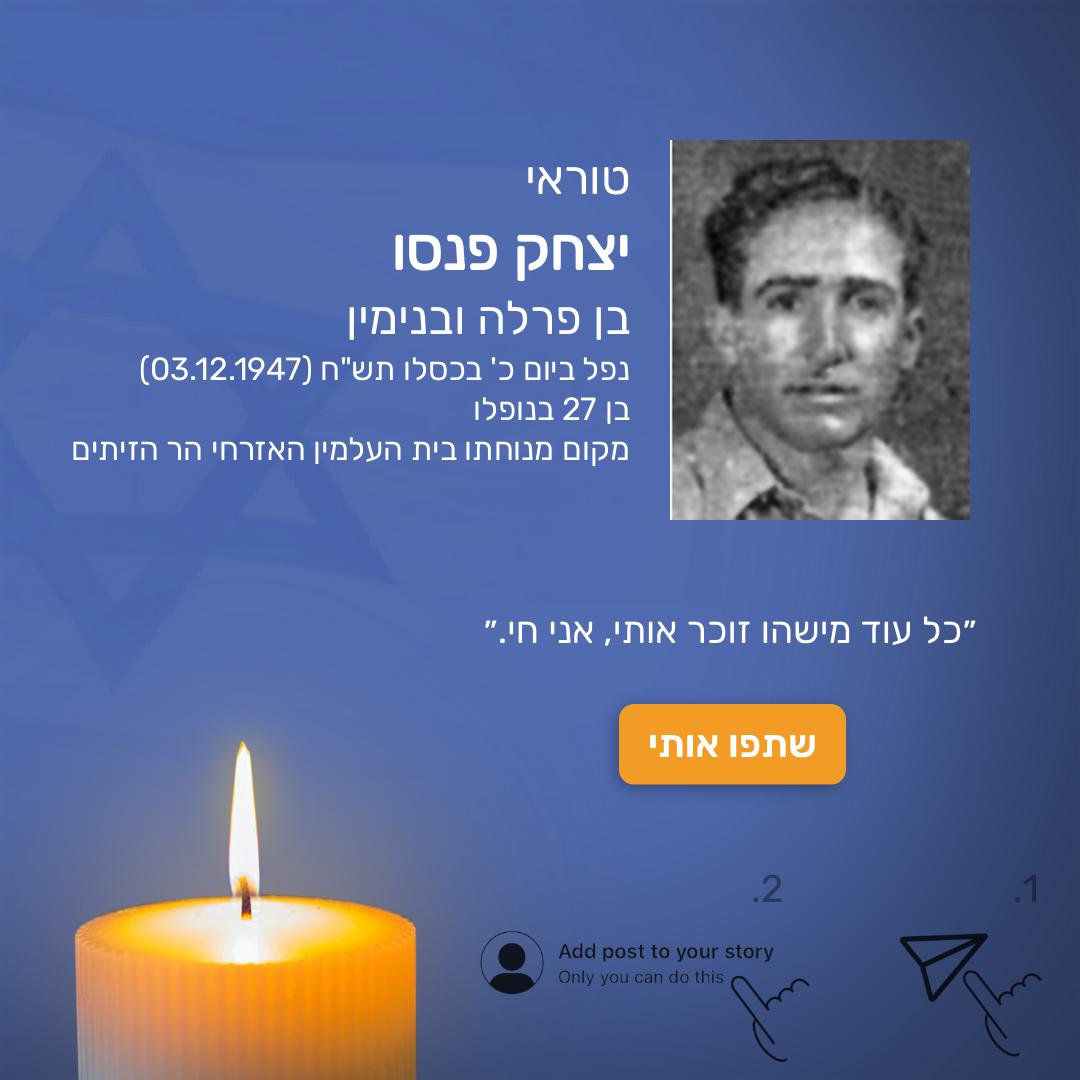 טוראי
יצחק פנסו
בן פרלה ובנימין
נפל ביום כ' בכסלו תש"ח (03.12.1947)
בן 27 בנופלו
מקום מנוחתו בית העלמין האזרחי הר הזיתים
״כל עוד מישהו זוכר אותי, אני חי.״
שתפו אותי
1.
2.
Add post to your story
Only you can do this